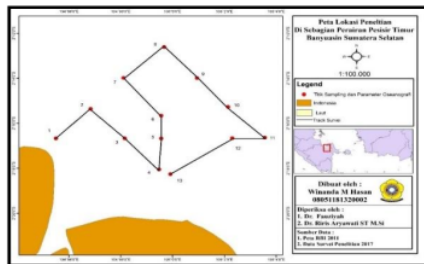 Peta Lokasi Penelitian
Di Sebagian Perairan Pesisir Timur
Banyuasin Sumatera Selatan
1:100.000
Legend
Titik Sampling dan Parameter Oseanografi
Indonesia
Laut
Track Survei
Dibuat oleh :
Winanda M Hasan
08051181320002
Diperiksa oleh :
1. Dr. Fauziyah
2. Dr. Riris Aryawati ST M.Si
Sumber Data :
1. Peta RBI 2011
2. Data Survei Penelitian 2017
8
7
9
2
10
6
1
3
5
12
11
4
13